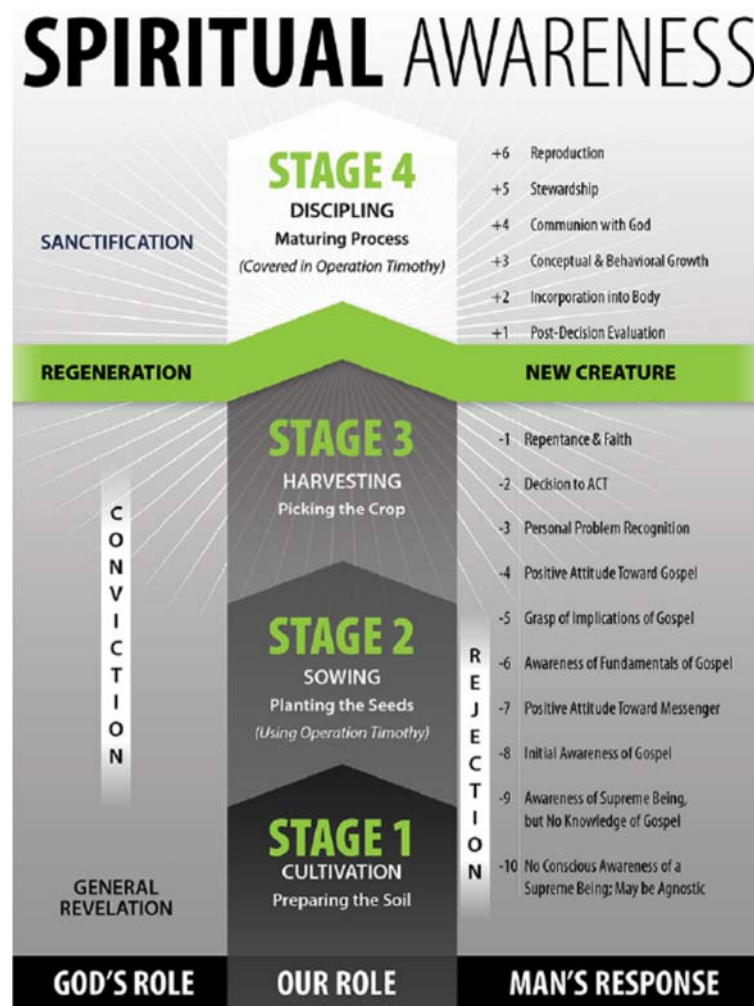 SPIRITUAL AWARENESS
SANCTIFICATION
REGENERATION
CONVICTION
GENERAL
REVELATION
GOD'S ROLE
STAGE 4
DISCIPLING
Maturing Process
(Covered in Operation Timothy)
STAGE 3
HARVESTING
Picking the Crop
STAGE 2
SOWING
Planting the Seeds
(Using Operation Timothy)
STAGE 1
CULTIVATION
Preparing the Soil
OUR ROLE
+6 Reproduction
+5 Stewardship
+4 Communion with God
+3 Conceptual & Behavioral Growth
+2 Incorporation into Body
+1 Post-Decision Evaluation
NEW CREATURE
-1 Repentance & Faith
-2 Decision to ACT
-3 Personal Problem Recognition
-4 Positive Attitude Toward Gospel
-5 Grasp of Implications of Gospel
-6 Awareness of Fundamentals of Gospel
-7 Positive Attitude Toward Messenger
-8 Initial Awareness of Gospel
-9 Awareness of Supreme Being,
but No Knowledge of Gospel
-10 No Conscious Awareness of a
Supreme Being; May be Agnostic
REJECTION
MAN'S RESPONSE